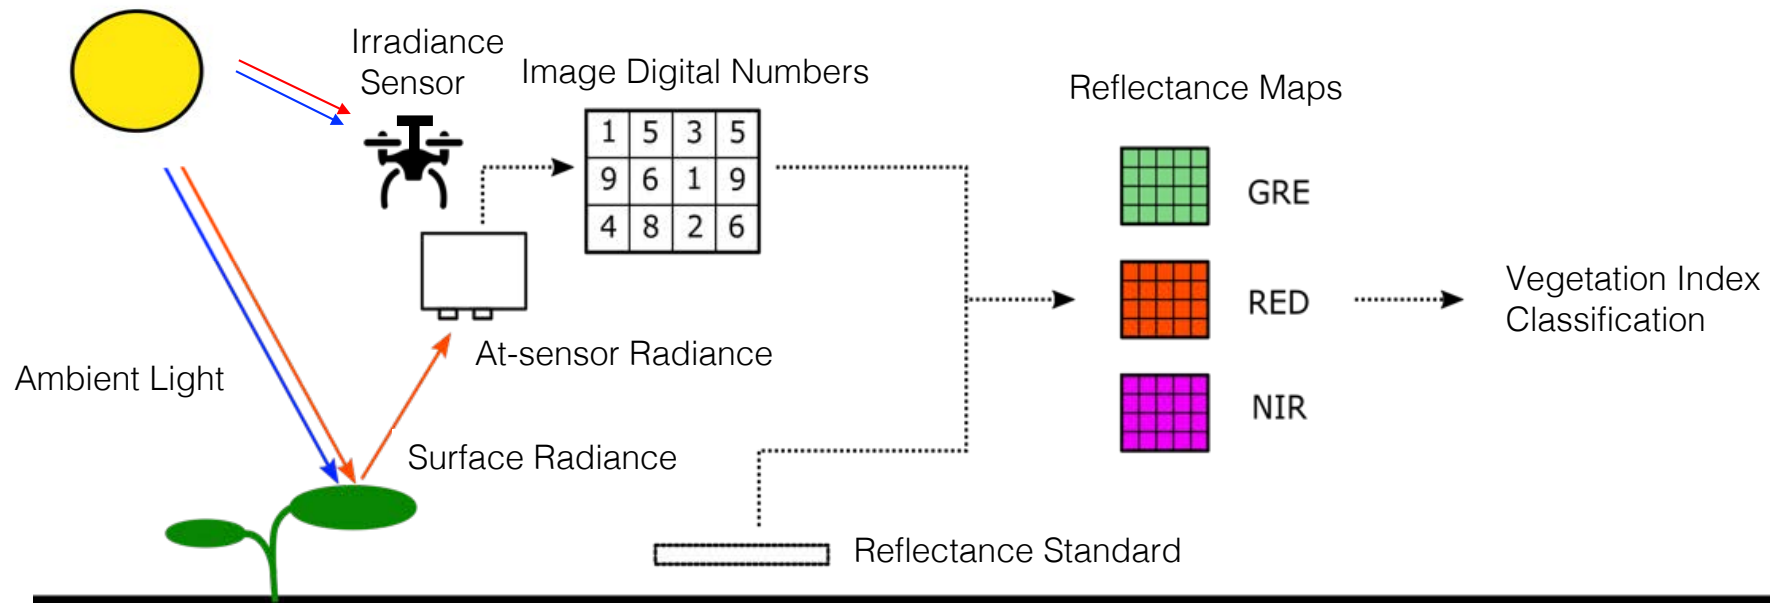 Irradiance
Sensor
Image Digital Numbers
Reflectance Maps
1 5 3 5
9 6 1 9
4 8 2 6
GRE
RED
NIR
Vegetation Index
Classification
At-sensor Radiance
Ambient Light
Surface Radiance
Reflectance Standard